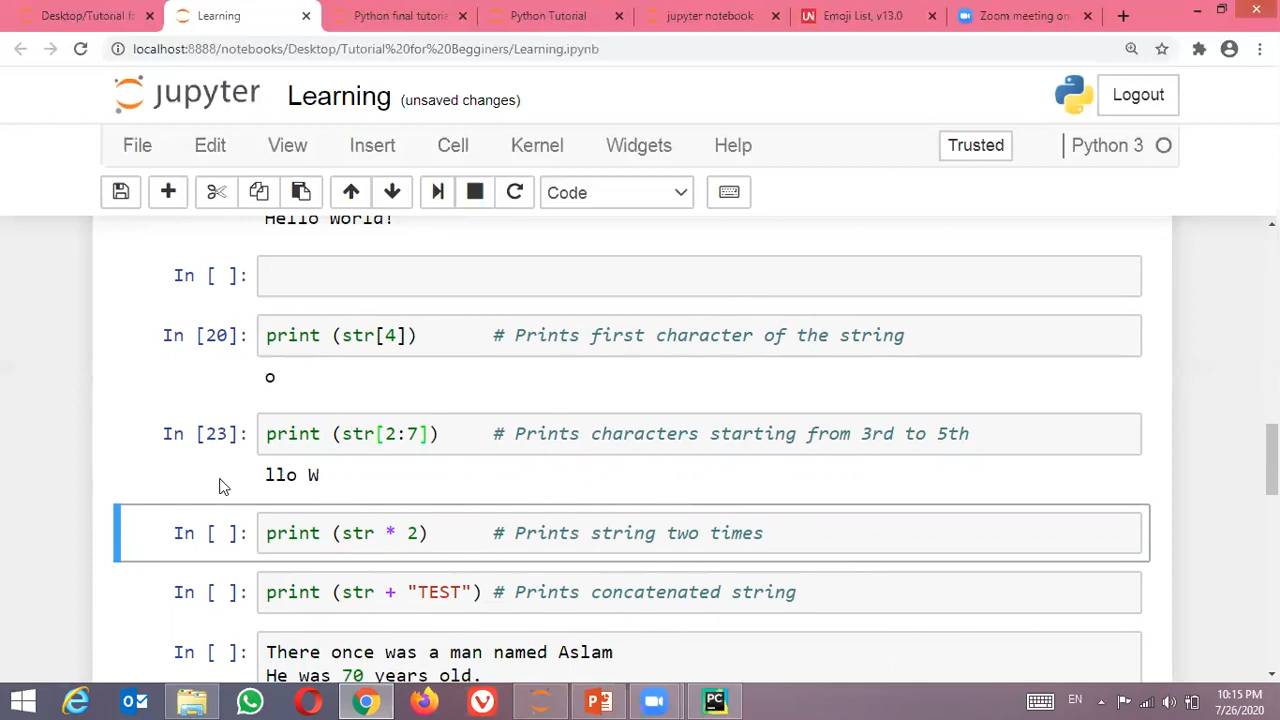 Desktop/Tutorial fo
Learning
Python final tutoria
Python Tutorial
jupyter notebook
Emoji List, v13.0
Zoom meeting on
localhost:8888/notebooks/Desktop/Tutorial%20for%20Begginers/Learning.ipynb
jupyter Learning (unsaved changes) Logout
File Edit View Insert Cell Kernel Widgets Help Trusted Python 3
Code
Hello World!
In [ ]:
In [20]: print (str[4]) # Prints first character of the string
o
In [23]: print (str[2:7]) # Prints characters starting from 3rd to 5th
llo W
In [ ]: print (str * 2) # Prints string two times
In [ ]: print (str + "TEST") # Prints concatenated string
In [ ]: There once was a man named Aslam
He was 70 years old.
EN 10:15 PM
7/26/2020